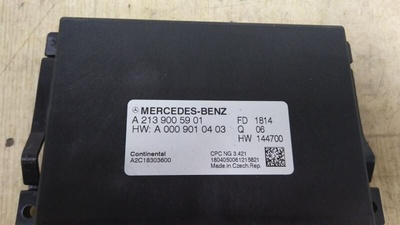 MERCEDES-BENZ
A 213 900 59 01 FD 1814
HW: A 000 901 04 03 Q 06
HW 144700
Continental CPC NG 3.421
A2C18303600 1804050061215821
Made in Czech.Rep.